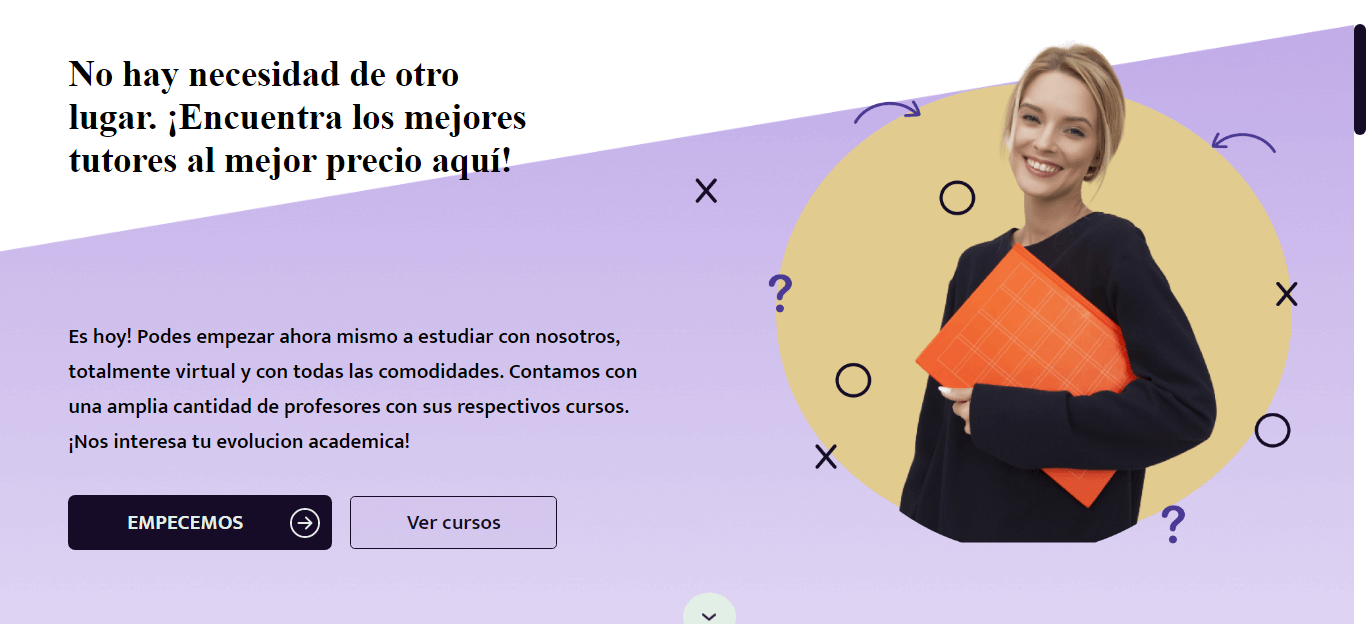 No hay necesidad de otro
lugar. ¡Encuentra los mejores
tutores al mejor precio aquí!
Es hoy! Podes empezar ahora mismo a estudiar con nosotros,
totalmente virtual y con todas las comodidades. Contamos con
una amplia cantidad de profesores con sus respectivos cursos.
¡Nos interesa tu evolucion academica!
EMPECEMOS
Ver cursos